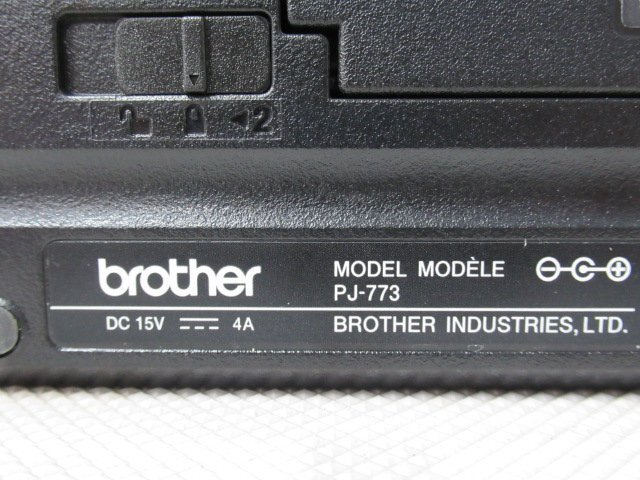 ◄2
brother
MODEL MODÈLE
PJ-773
DC 15V ⎓ 4A
BROTHER INDUSTRIES, LTD.